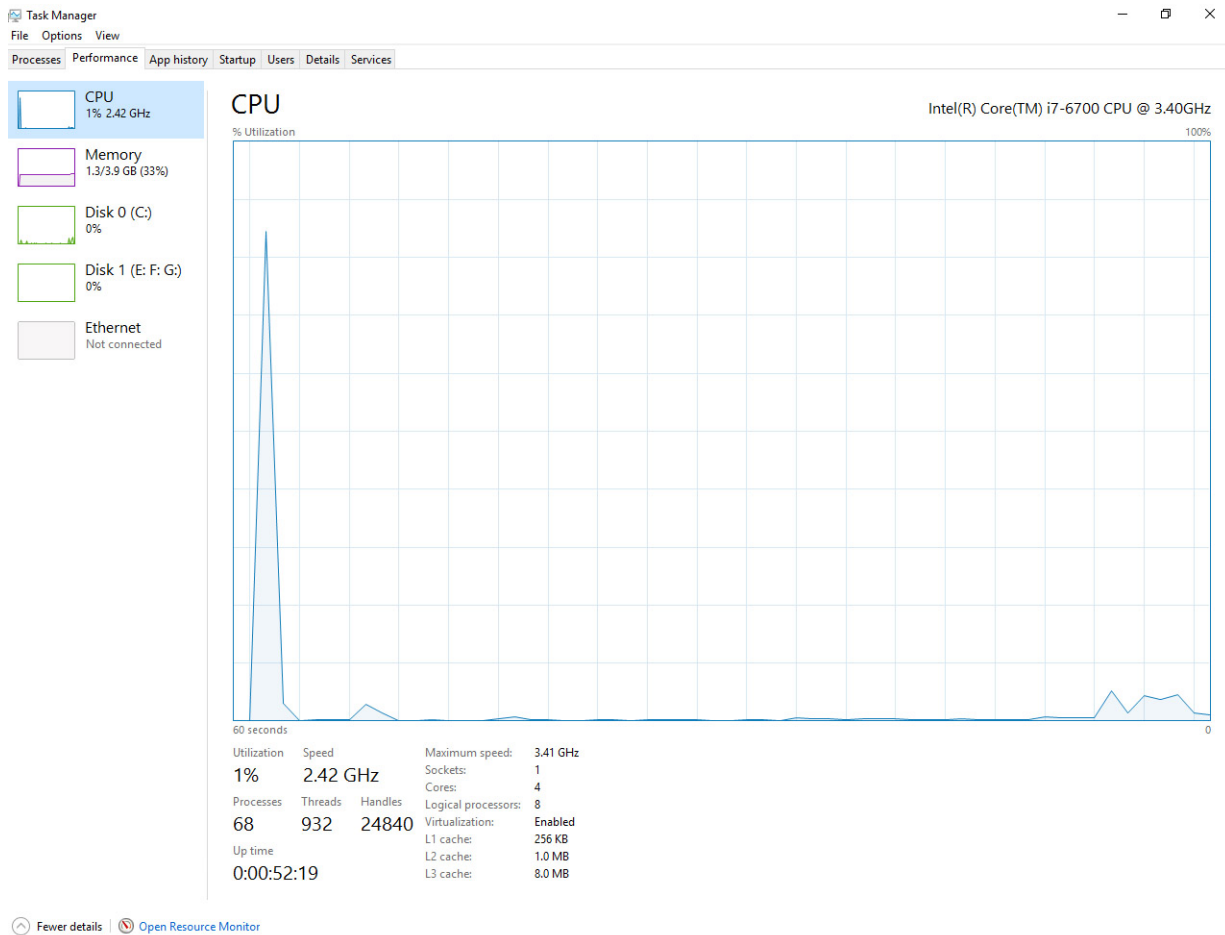 Task Manager
File Options View
Processes Performance App history Startup Users Details Services
CPU
1% 2.42 GHz
Memory
1.3/3.9 GB (33%)
Disk 0 (C:)
0%
Disk 1 (E: F: G:)
0%
Ethernet
Not connected
CPU
Intel(R) Core(TM) i7-6700 CPU @ 3.40GHz
% Utilization 100%
60 seconds 0
Utilization Speed
1% 2.42 GHz
Processes Threads Handles
68 932 24840
Up time
0:00:52:19
Maximum speed: 3.41 GHz
Sockets: 1
Cores: 4
Logical processors: 8
Virtualization: Enabled
L1 cache: 256 KB
L2 cache: 1.0 MB
L3 cache: 8.0 MB
Fewer details Open Resource Monitor